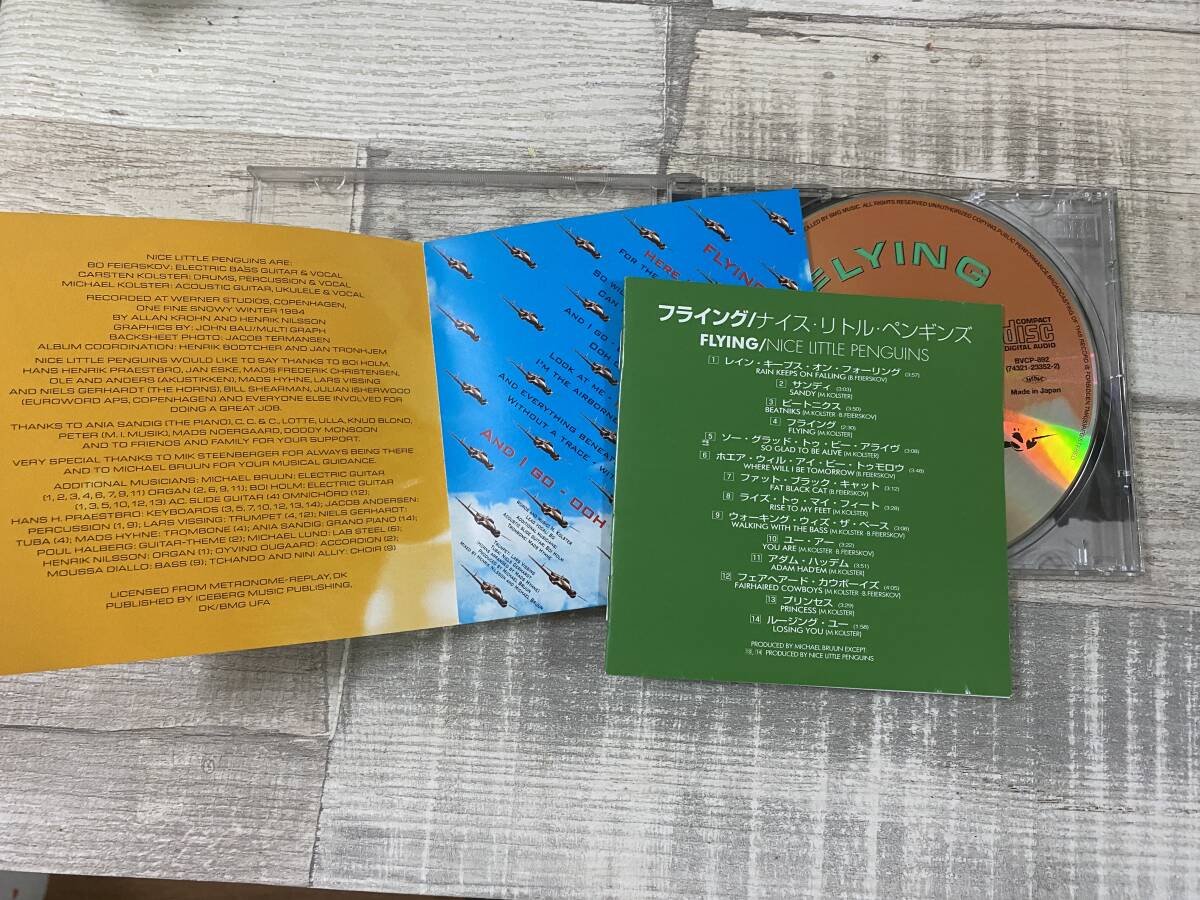 NICE LITTLE PENGUINS ARE:
BO FEIERSKOV: ELECTRIC BASS GUITAR & VOCAL
CARSTEN KOLSTER: DRUMS, PERCUSSION & VOCAL
MICHAEL KOLSTER: ACOUSTIC GUITAR, UKULELE & VOCAL
RECORDED AT WERNER STUDIOS, COPENHAGEN,
ONE FINE SNOWY WINTER 1994
BY ALLAN KROHN AND HENRIK NILSSON
GRAPHICS BY: JOHN BAU/MULTI GRAPH
BACKSHEET PHOTO: JACOB TERMANSEN
ALBUM COORDINATION: HENRIK BOOTCHER AND JAN TRONHJEM
NICE LITTLE PENGUINS WOULD LIKE TO SAY THANKS TO BOI HOLM,
HANS HENRIK PRAESTBRO, JAN ESKE, MADS FREDERIK CHRISTENSEN,
OLE AND ANDERS (AKUSTIKKEN), MADS HYHNE, LARS VISSING
AND NIELS GERHARDT (THE HORNS), BILL SHEARMAN, JULIAN ISHERWOOD
(EUROWORD APS, COPENHAGEN) AND EVERYONE ELSE INVOLVED FOR
DOING A GREAT JOB.
THANKS TO ANIA SANDIG (THE PIANO), C. C. & C., LOTTE, ULLA, KNUD BLONO,
PETER (M. I. MUSIK), MADS NOERGAARD, GODDY MONSOON
AND TO FRIENDS AND FAMILY FOR YOUR SUPPORT.
VERY SPECIAL THANKS TO MIK STEENBERGER FOR ALWAYS BEING THERE
AND TO MICHAEL BRUUN FOR YOUR MUSICAL GUIDANCE.
ADDITIONAL MUSICIANS: MICHAEL BRUUN: ELECTRIC GUITAR
(1, 2, 3, 4, 6, 7, 9, 11) ORGAN (2, 6, 9, 11); BOI HOLM: ELECTRIC GUITAR
(1, 3, 5, 10, 12, 13) A.C. SLIDE GUITAR (4) OMNICHÖRD (12);
HANS H. PRAESTBRO: KEYBOARDS (3, 5, 7, 10, 12, 13, 14); JACOB ANDERSEN:
PERCUSSION (1, 9); LARS VISSING: TRUMPET (4, 12); NIELS GERHARDT:
TUBA (4); MADS HYHNE: TROMBONE (4); ANIA SANDIG: GRAND PIANO (14);
POUL HALBERG: GUITAR-THEME (2); MICHAEL LUND: LAB STEEL (5);
HENRIK NILSSON: ORGAN (1); OYVIND OUGAARD: ACCORDION (2);
MOUSSA DIALLO: BASS (9); TCHANDO AND NINI ALLIY: CHOIR (9)
LICENSED FROM METRONOME-REPLAY, DK
PUBLISHED BY ICEBERG MUSIC PUBLISHING,
DK/BMG UFA
FLYING
HERE
FOR THE
SO WI
CAN
AND I GO -
OOH
LOOK AT ME
I'M THE AIRBORNE
AND EVERYTHING BENEA
WITHOUT A TRACE - WIT
AND I GO - OOH
FLYING
COMPACT
disc
DIGITAL AUDIO
BVCP-892
(74321-23352-2)
Made in Japan
フライング/ナイス・リトル・ペンギンズ
FLYING/NICE LITTLE PENGUINS
1 レイン・キープス・オン・フォーリング (3:57)
RAIN KEEPS ON FALLING (B.FEIERSKOV)
2 サンディ (3:03)
SANDY (M.KOLSTER)
3 ビートニクス (3:50)
BEATNIKS (M.KOLSTER - B.FEIERSKOV)
4 フライング (2:30)
FLYING (M.KOLSTER)
5 ソー・グラッド・トゥ・ビー・アライヴ (3:08)
SO GLAD TO BE ALIVE (M.KOLSTER)
6 ホエア・ウィル・アイ・ビー・トゥモロウ (3:48)
WHERE WILL I BE TOMORROW (B.FEIERSKOV)
7 ファット・ブラック・キャット (3:12)
FAT BLACK CAT (B.FEIERSKOV)
8 ライズ・トゥ・マイ・フィート (3:28)
RISE TO MY FEET (M.KOLSTER)
9 ウォーキング・ウィズ・ザ・ベース (3:08)
WALKING WITH THE BASS (M.KOLSTER - B.FEIERSKOV)
10 ユー・アー (3:22)
YOU ARE (M.KOLSTER - B.FEIERSKOV)
11 アダム・ハッデム (3:51)
ADAM HAD'EM (M.KOLSTER)
12 フェアヘアード・カウボーイズ (4:05)
FAIRHAIRED COWBOYS (M.KOLSTER - B.FEIERSKOV)
13 プリンセス (3:29)
PRINCESS (M.KOLSTER)
14 ルージング・ユー (1:58)
LOSING YOU (M.KOLSTER)
PRODUCED BY MICHAEL BRUUN EXCEPT
13, 14 PRODUCED BY NICE LITTLE PENGUINS